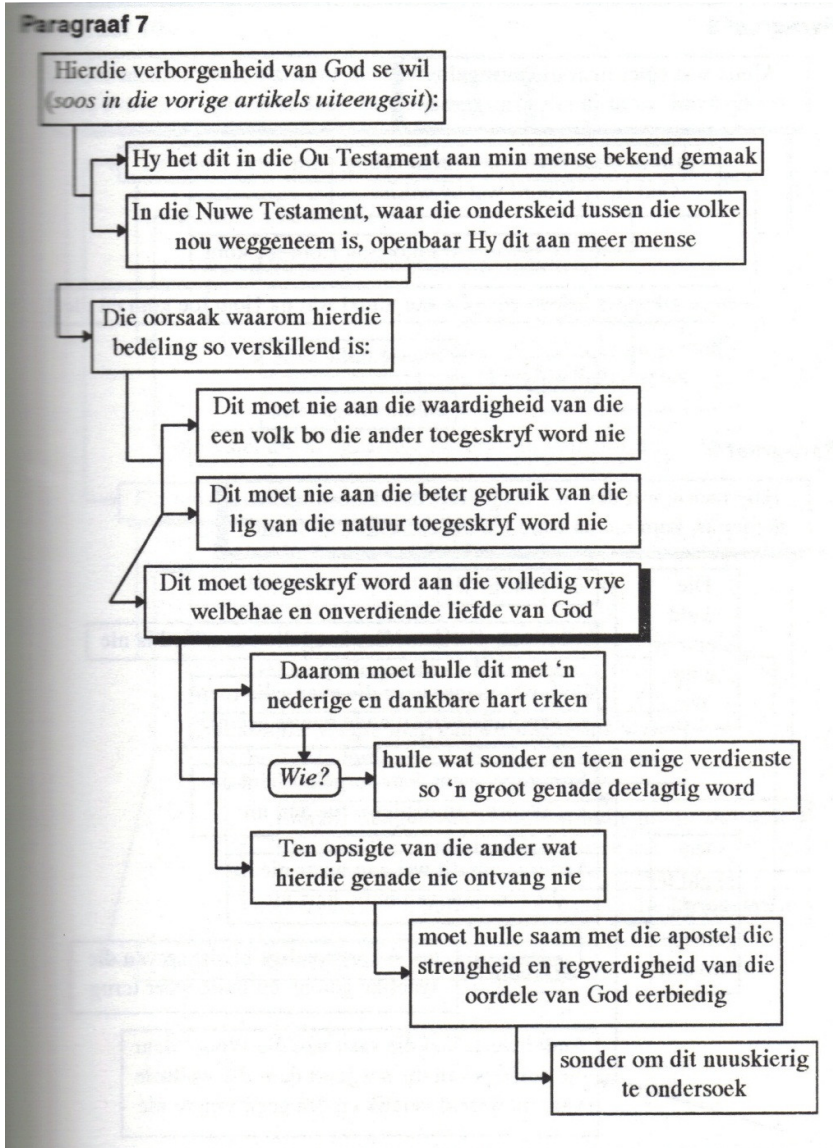 Paragraaf 7
Hierdie verborgenheid van God se wil
(soos in die vorige artikels uiteengesit):
Hy het dit in die Ou Testament aan min mense bekend gemaak
In die Nuwe Testament, waar die onderskeid tussen die volke
nou weggeneem is, openbaar Hy dit aan meer mense
Die oorsaak waarom hierdie
bedeling so verskillend is:
Dit moet nie aan die waardigheid van die
een volk bo die ander toegeskryf word nie
Dit moet nie aan die beter gebruik van die
lig van die natuur toegeskryf word nie
Dit moet toegeskryf word aan die volledig vrye
welbehae en onverdiende liefde van God
Daarom moet hulle dit met ‘n
nederige en dankbare hart erken
Wie?
hulle wat sonder en teen enige verdienste
so ‘n groot genade deelagtig word
Ten opsigte van die ander wat
hierdie genade nie ontvang nie
moet hulle saam met die apostel die
strengheid en regverdigheid van die
oordele van God eerbiedig
sonder om dit nuuskierig
te ondersoek